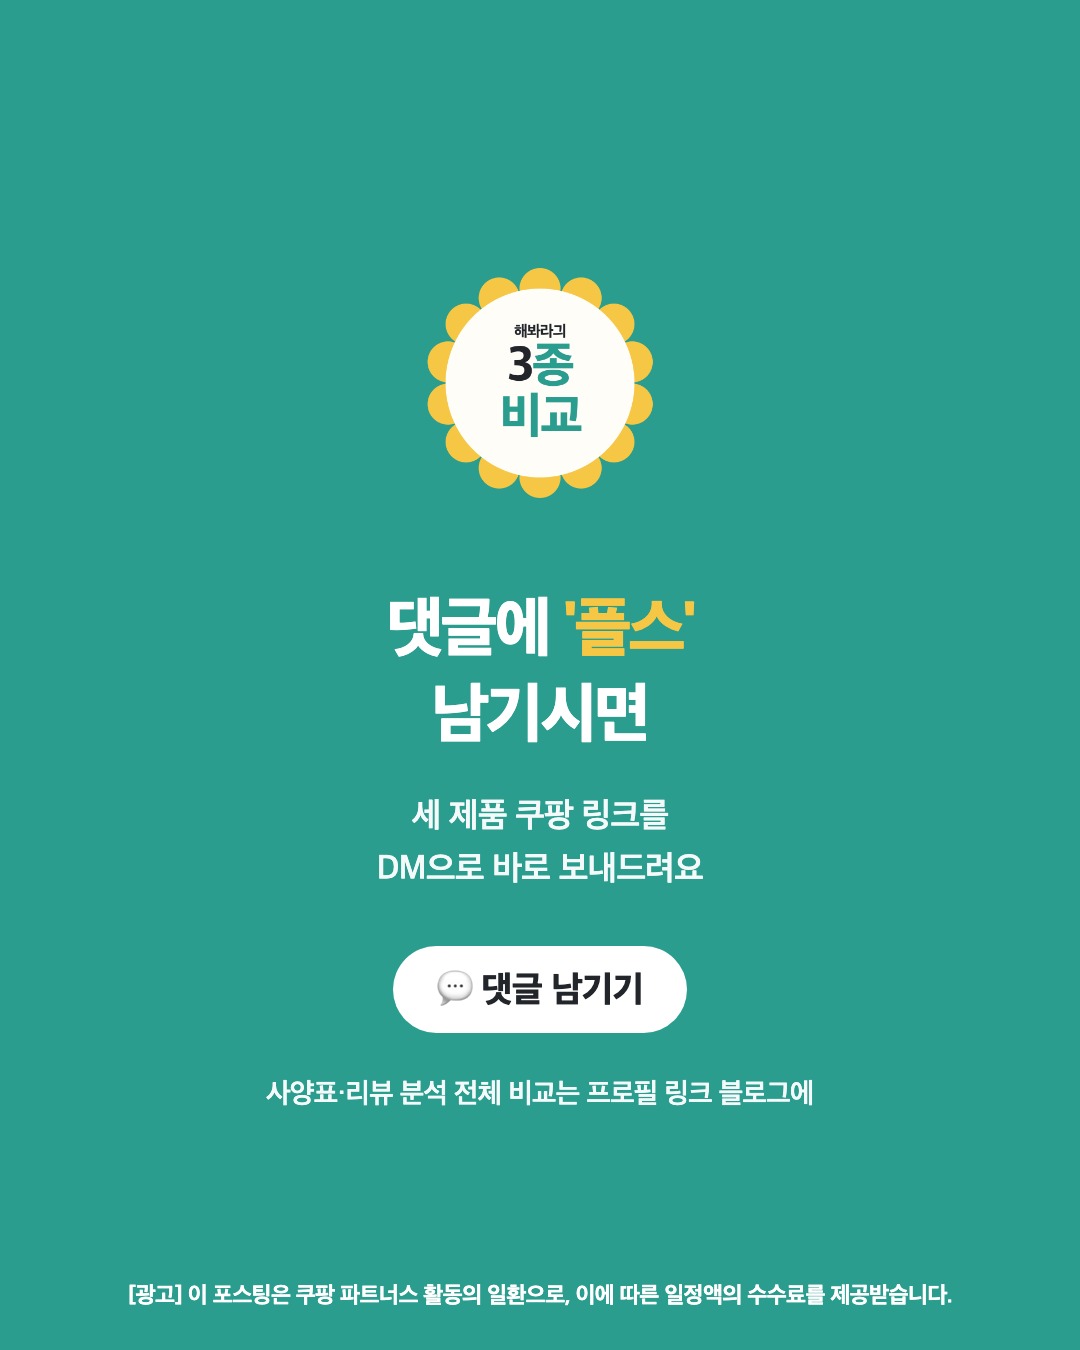 해봐라긔
3종
비교
댓글에 '플스'
남기시면
세 제품 쿠팡 링크를
DM으로 바로 보내드려요
댓글 남기기
사양표·리뷰 분석 전체 비교는 프로필 링크 블로그에
[광고] 이 포스팅은 쿠팡 파트너스 활동의 일환으로, 이에 따른 일정액의 수수료를 제공받습니다.